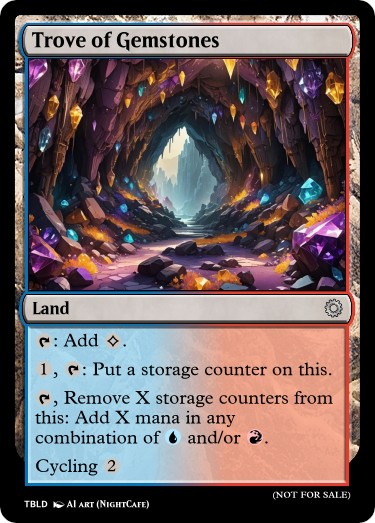 Trove of Gemstones
Land
: Add .
1, : Put a storage counter on this.
, Remove X storage counters from
this: Add X mana in any
combination of and/or .
Cycling 2
(NOT FOR SALE)
TBLD AI ART (NIGHTCAFE)